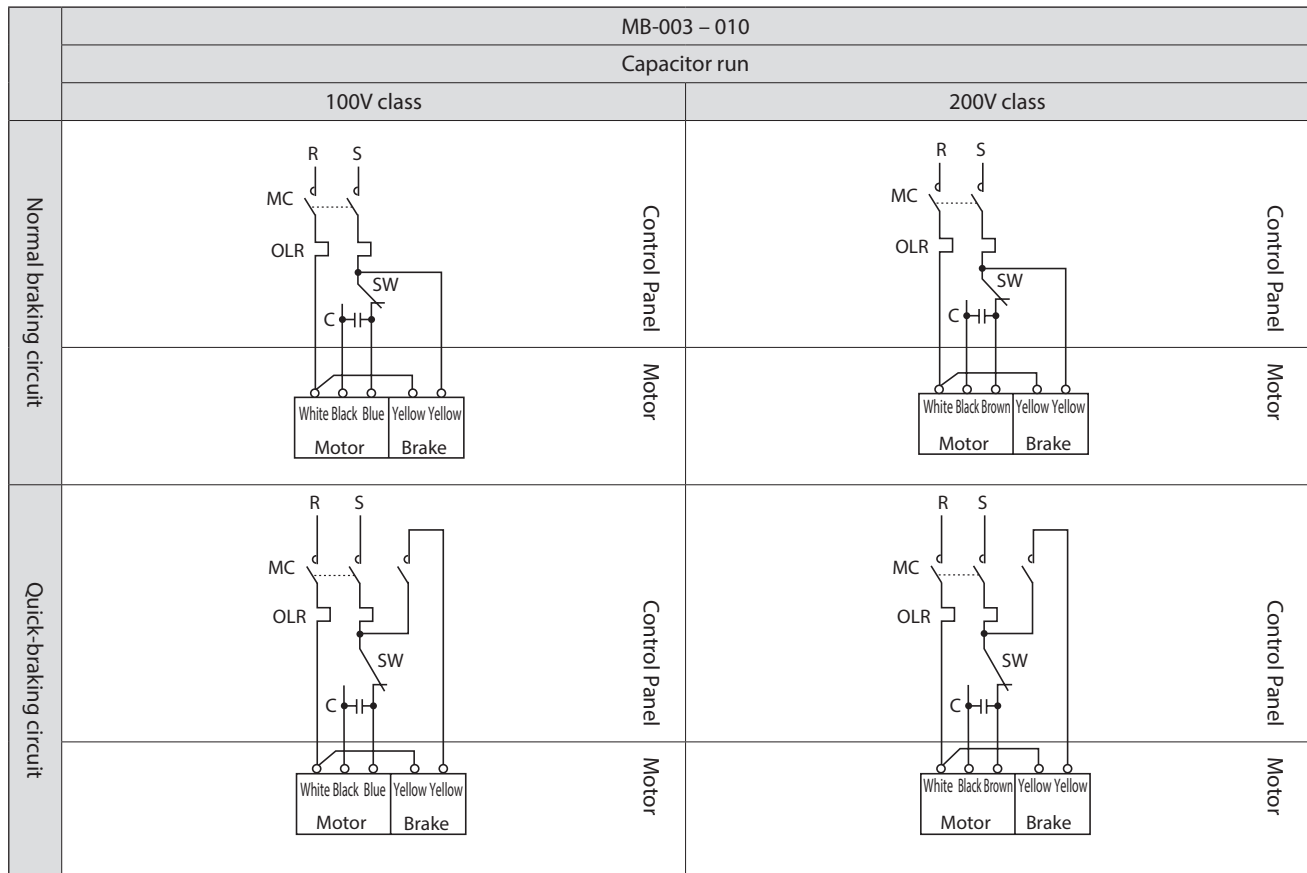 MB-003 – 010
Capacitor run
100V class
200V class
Normal braking circuit
R S
MC
OLR
SW
C
Control Panel
Motor
White Black Blue Yellow Yellow
Motor Brake
R S
MC
OLR
SW
C
Control Panel
Motor
White Black Brown Yellow Yellow
Motor Brake
Quick-braking circuit
R S
MC
OLR
SW
C
Control Panel
Motor
White Black Blue Yellow Yellow
Motor Brake
R S
MC
OLR
SW
C
Control Panel
Motor
White Black Brown Yellow Yellow
Motor Brake